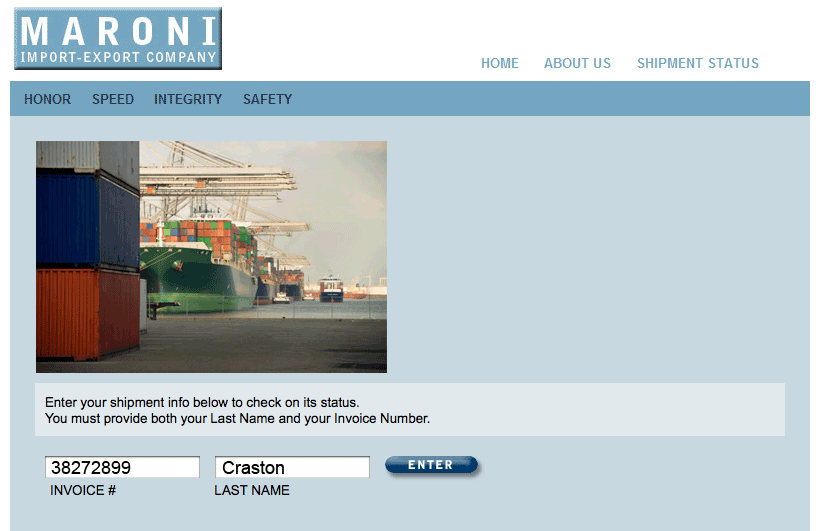 MARONI
IMPORT-EXPORT COMPANY
HOME ABOUT US SHIPMENT STATUS
HONOR SPEED INTEGRITY SAFETY
Enter your shipment info below to check on its status.
You must provide both your Last Name and your Invoice Number.
38272899 Craston ENTER
INVOICE # LAST NAME